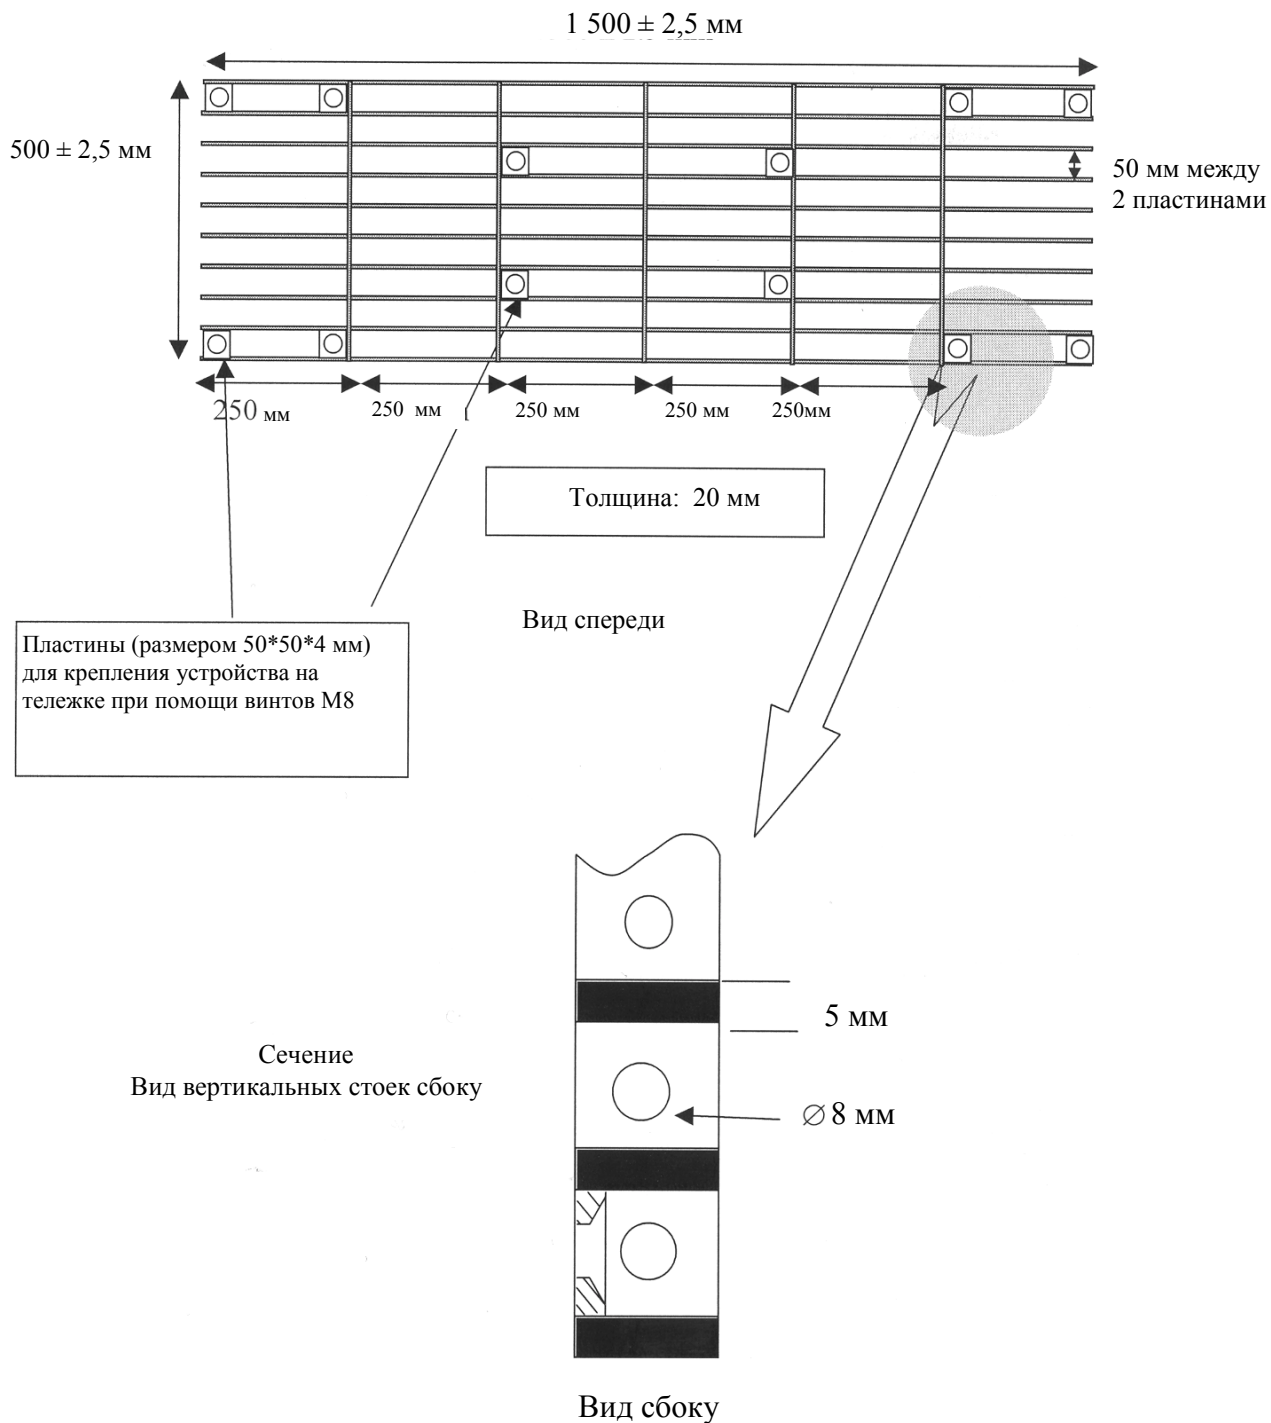 1 500 ± 2,5 мм
500 ± 2,5 мм
50 мм между
2 пластинами
250 мм
250 мм
250 мм
250 мм
250мм
Толщина: 20 мм
Вид спереди
Пластины (размером 50*50*4 мм)
для крепления устройства на
тележке при помощи винтов М8
5 мм
Сечение
Вид вертикальных стоек сбоку
∅ 8 мм
Вид сбоку